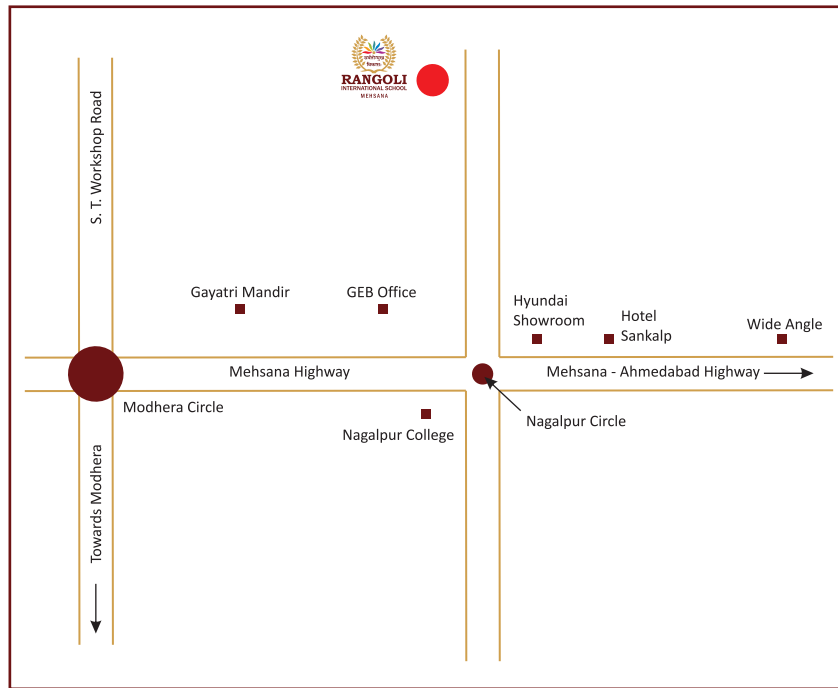 RANGOLI
INTERNATIONAL SCHOOL
MEHSANA
S. T. Workshop Road
Gayatri Mandir
GEB Office
Hyundai
Showroom
Hotel
Sankalp
Wide Angle
Mehsana Highway
Mehsana - Ahmedabad Highway
Modhera Circle
Nagalpur College
Nagalpur Circle
Towards Modhera